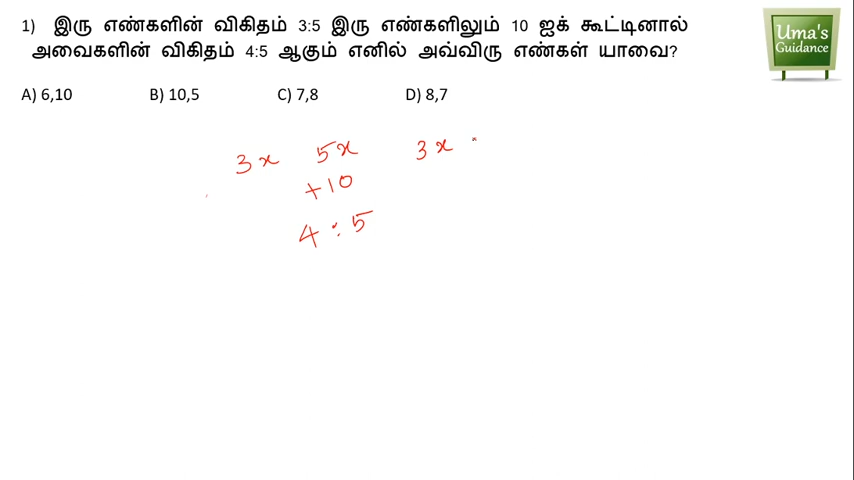 1) இரு எண்களின் விகிதம் 3:5 இரு எண்களிலும் 10 ஐக் கூட்டினால்
அவைகளின் விகிதம் 4:5 ஆகும் எனில் அவ்விரு எண்கள் யாவை?
Uma's
Guidance
A) 6,10 B) 10,5 C) 7,8 D) 8,7
3x 5x 3x
+10
4:5